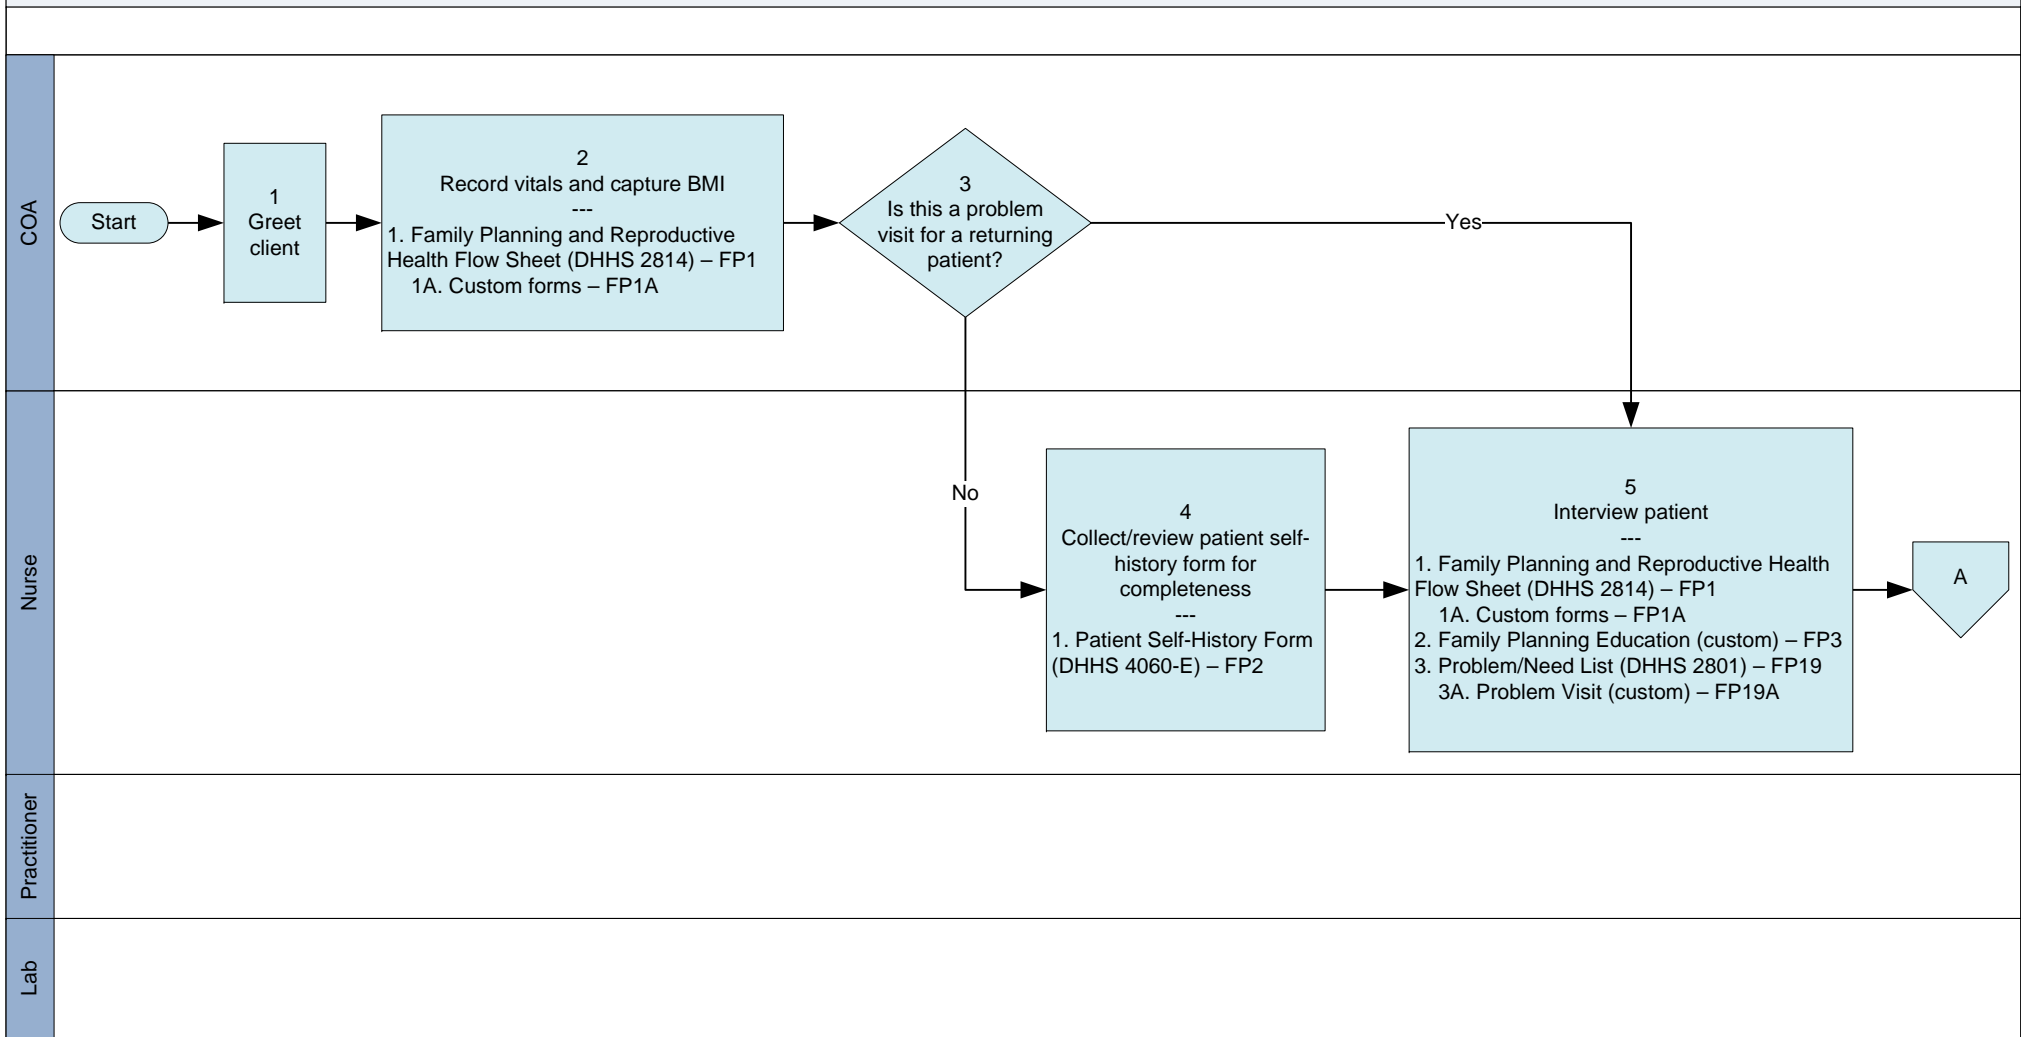 COA
Start
1
Greet
client
2
Record vitals and capture BMI
---
1. Family Planning and Reproductive
Health Flow Sheet (DHHS 2814) – FP1
1A. Custom forms – FP1A
3
Is this a problem
visit for a returning
patient?
Yes
No
Nurse
4
Collect/review patient self-
history form for
completeness
---
1. Patient Self-History Form
(DHHS 4060-E) – FP2
5
Interview patient
---
1. Family Planning and Reproductive Health
Flow Sheet (DHHS 2814) – FP1
1A. Custom forms – FP1A
2. Family Planning Education (custom) – FP3
3. Problem/Need List (DHHS 2801) – FP19
3A. Problem Visit (custom) – FP19A
A
Practitioner
Lab